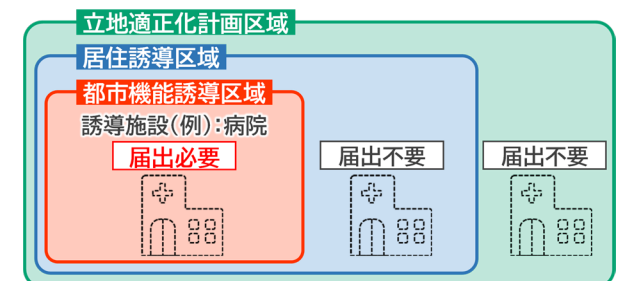 立地適正化計画区域
居住誘導区域
都市機能誘導区域
誘導施設(例):病院
届出必要
届出不要
届出不要